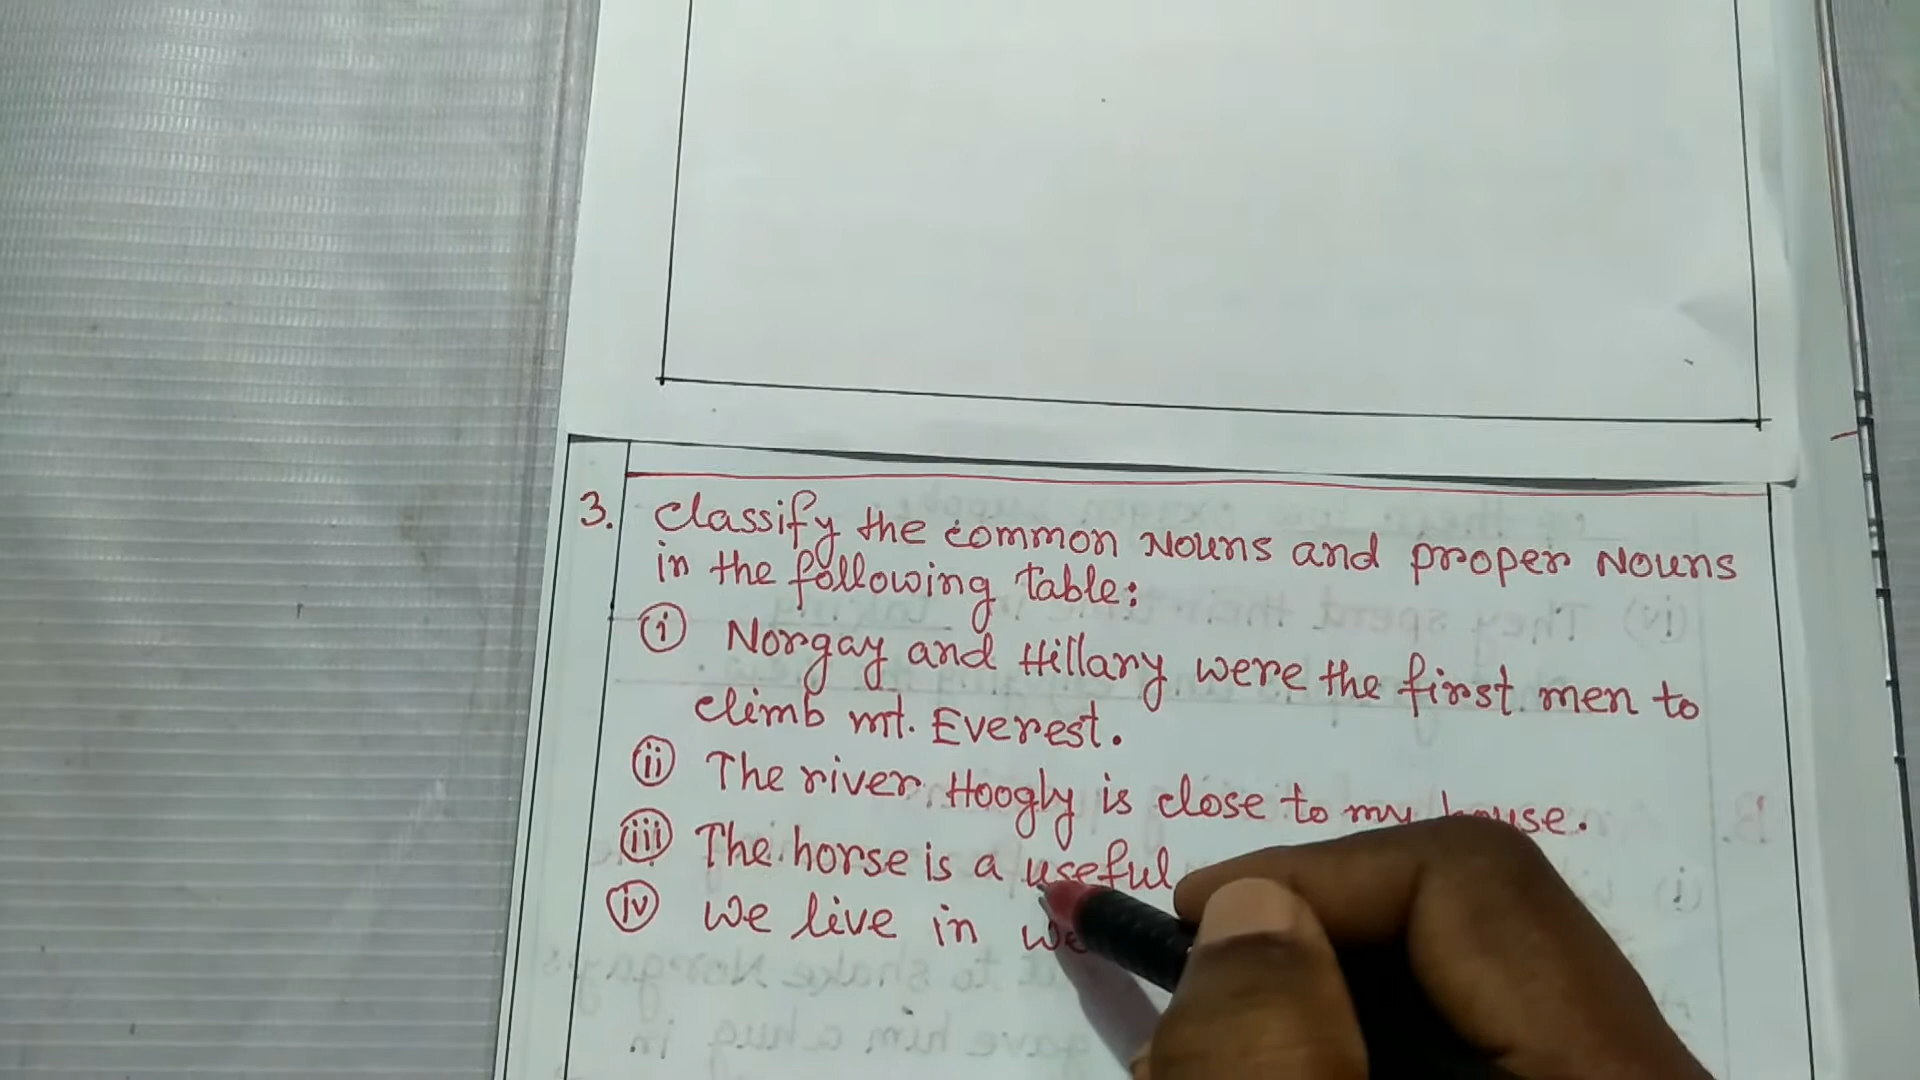 3. Classify the common Nouns and proper Nouns
in the following table:
(i) Norgay and Hillary were the first men to
climb mt. Everest.
(ii) The river Hoogly is close to my house.
(iii) The horse is a useful
(iv) We live in